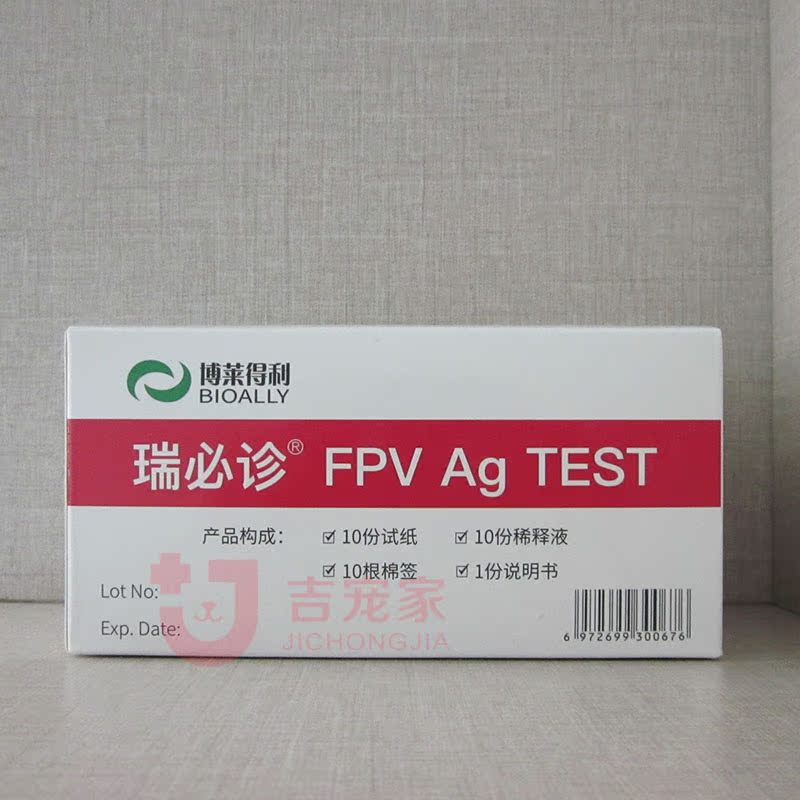 博莱得利
BIOALLY
瑞必诊® FPV Ag TEST
产品构成： ☑ 10份试纸 ☑ 10份稀释液
☑ 10根棉签 ☑ 1份说明书
Lot No:
Exp. Date:
吉宠家
JICHONGJIA
6 972699 300676